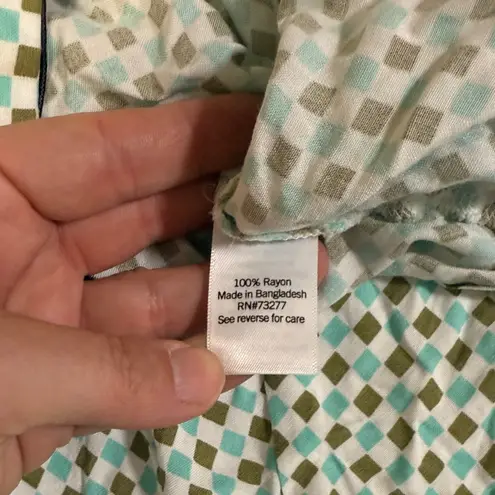 100% Rayon
Made in Bangladesh
RN#73277
See reverse for care